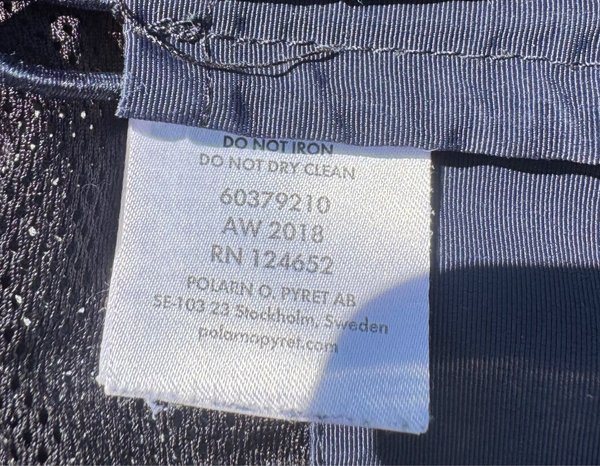 DO NOT IRON
DO NOT DRY CLEAN
60379210
AW 2018
RN 124652
POLARN O. PYRET AB
SE-103 23 Stockholm, Sweden
polarnopyret.com